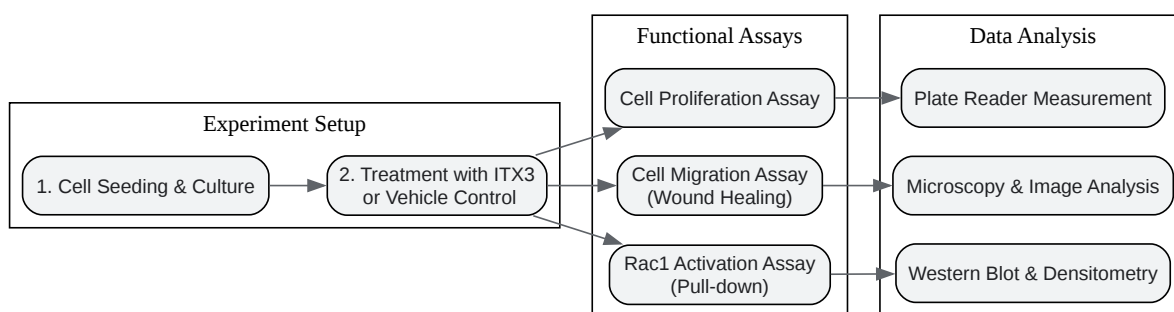 Experiment Setup
1. Cell Seeding & Culture
2. Treatment with ITX3
or Vehicle Control
Functional Assays
Cell Proliferation Assay
Cell Migration Assay
(Wound Healing)
Rac1 Activation Assay
(Pull-down)
Data Analysis
Plate Reader Measurement
Microscopy & Image Analysis
Western Blot & Densitometry